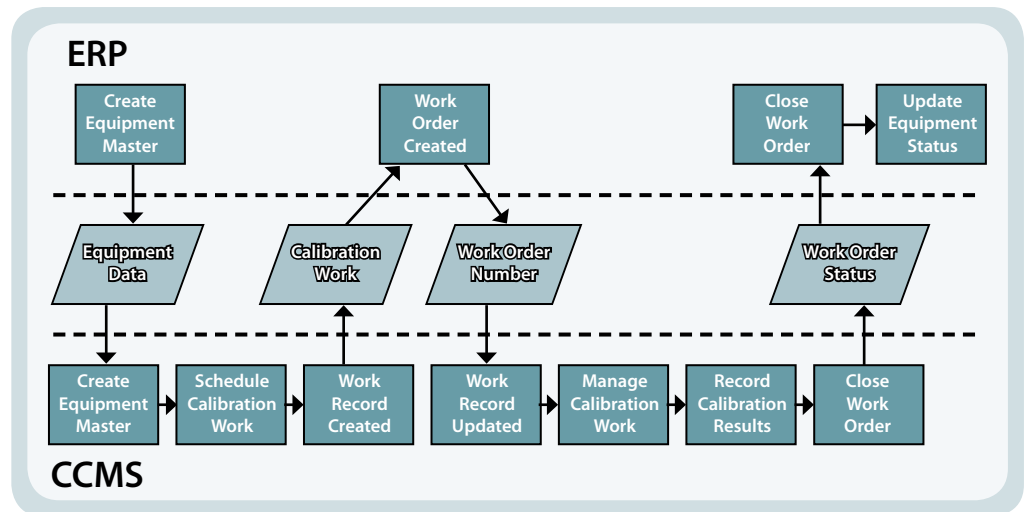 ERP
Create
Equipment
Master
Work
Order
Created
Close
Work
Order
Update
Equipment
Status
Equipment
Data
Calibration
Work
Work Order
Number
Work Order
Status
Create
Equipment
Master
Schedule
Calibration
Work
Work
Record
Created
Work
Record
Updated
Manage
Calibration
Work
Record
Calibration
Results
Close
Work
Order
CCMS